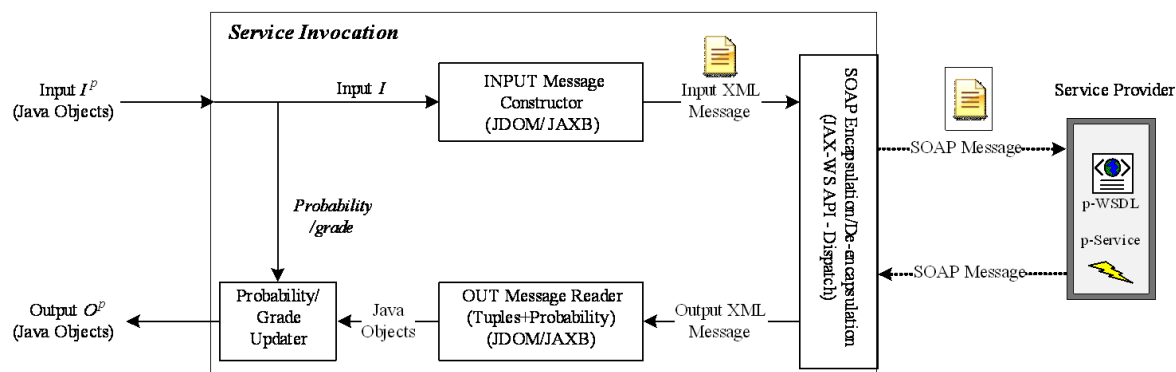 Service Invocation
Input I^p
(Java Objects)
Input I
INPUT Message
Constructor
(JDOM/ JAXB)
Input XML
Message
SOAP Encapsulation/De-encapsulation
(JAX-WS API - Dispatch)
SOAP Message
Service Provider
p-WSDL
p-Service
SOAP Message
Probability
/grade
Output O^p
(Java Objects)
Probability/
Grade
Updater
Java
Objects
OUT Message Reader
(Tuples+Probability)
(JDOM/JAXB)
Output XML
Message